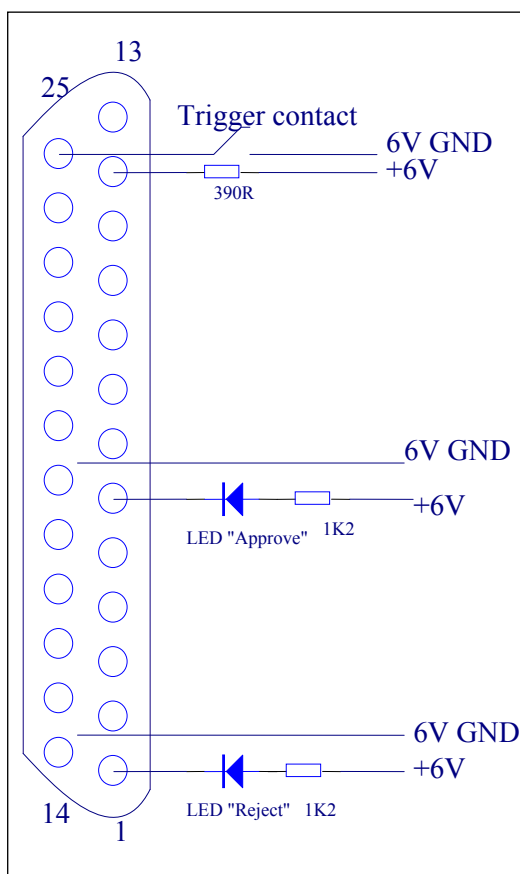 13
25
Trigger contact
6V GND
+6V
390R
6V GND
+6V
LED "Approve" 1K2
6V GND
+6V
14
LED "Reject" 1K2
1